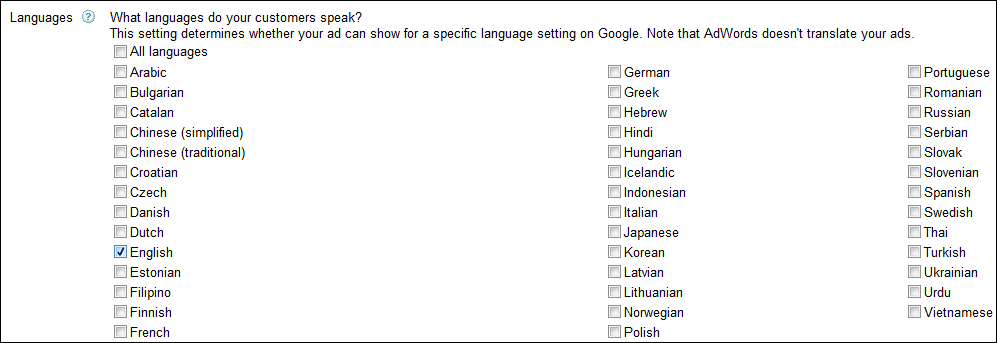 Languages ? What languages do your customers speak?
This setting determines whether your ad can show for a specific language setting on Google. Note that AdWords doesn't translate your ads.
All languages
Arabic German Portuguese
Bulgarian Greek Romanian
Catalan Hebrew Russian
Chinese (simplified) Hindi Serbian
Chinese (traditional) Hungarian Slovak
Croatian Icelandic Slovenian
Czech Indonesian Spanish
Danish Italian Swedish
Dutch Japanese Thai
English Korean Turkish
Estonian Latvian Ukrainian
Filipino Lithuanian Urdu
Finnish Norwegian Vietnamese
French Polish